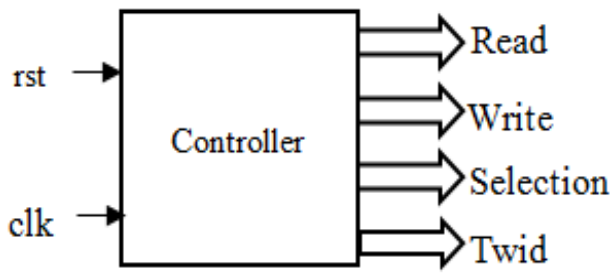 Read
rst
Write
Controller
Selection
clk
Twid